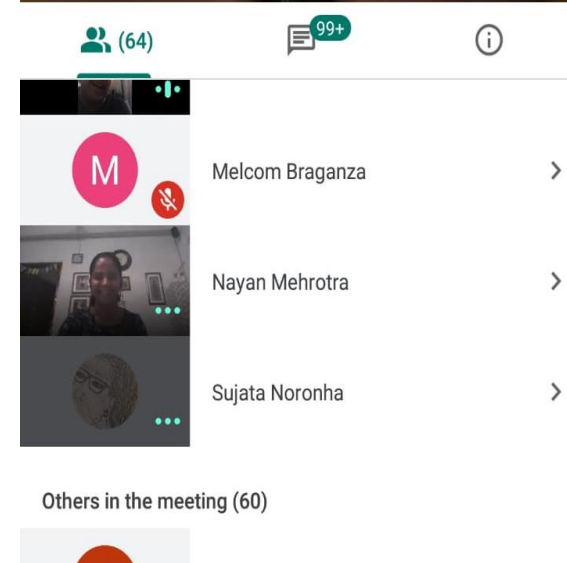 (64)
99+
M
Melcom Braganza
Nayan Mehrotra
Sujata Noronha
Others in the meeting (60)